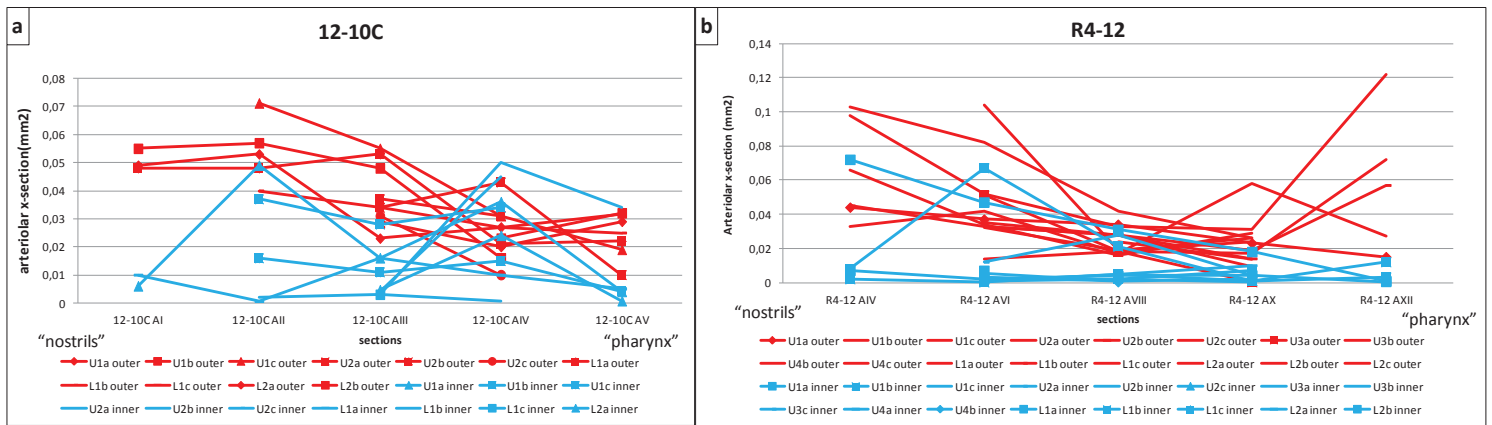 a
12-10C
arteriolar x-section(mm2)
0,08
0,07
0,06
0,05
0,04
0,03
0,02
0,01
0
12-10C AI 12-10C AII 12-10C AIII 12-10C AIV 12-10C AV
"nostrils" sections "pharynx"
U1a outer U1b outer U1c outer U2a outer U2b outer U2c outer L1a outer
L1b outer L1c outer L2a outer L2b outer U1a inner U1b inner U1c inner
U2a inner U2b inner U2c inner L1a inner L1b inner L1c inner L2a inner
b
R4-12
Arteriolar x-section (mm2)
0,14
0,12
0,1
0,08
0,06
0,04
0,02
0
R4-12 AIV R4-12 AVI R4-12 AVIII R4-12 AX R4-12 AXII
"nostrils" sections "pharynx"
U1a outer U1b outer U1c outer U2a outer U2b outer U2c outer U3a outer U3b outer
U4b outer U4c outer L1a outer L1b outer L1c outer L2a outer L2b outer L2c outer
U1a inner U1b inner U1c inner U2a inner U2b inner U2c inner U3a inner U3b inner
U3c inner U4a inner U4b inner L1a inner L1b inner L1c inner L2a inner L2b inner